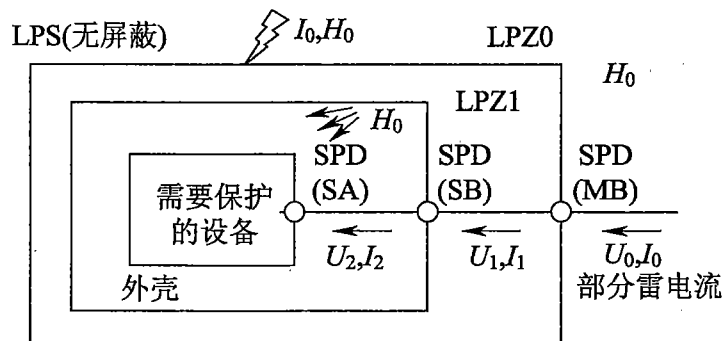 LPS(无屏蔽)
I₀,H₀
LPZ0
H₀
LPZ1
H₀
SPD
(SA)
SPD
(SB)
SPD
(MB)
需要保护
的设备
U₂,I₂
U₁,I₁
U₀,I₀
外壳
部分雷电流